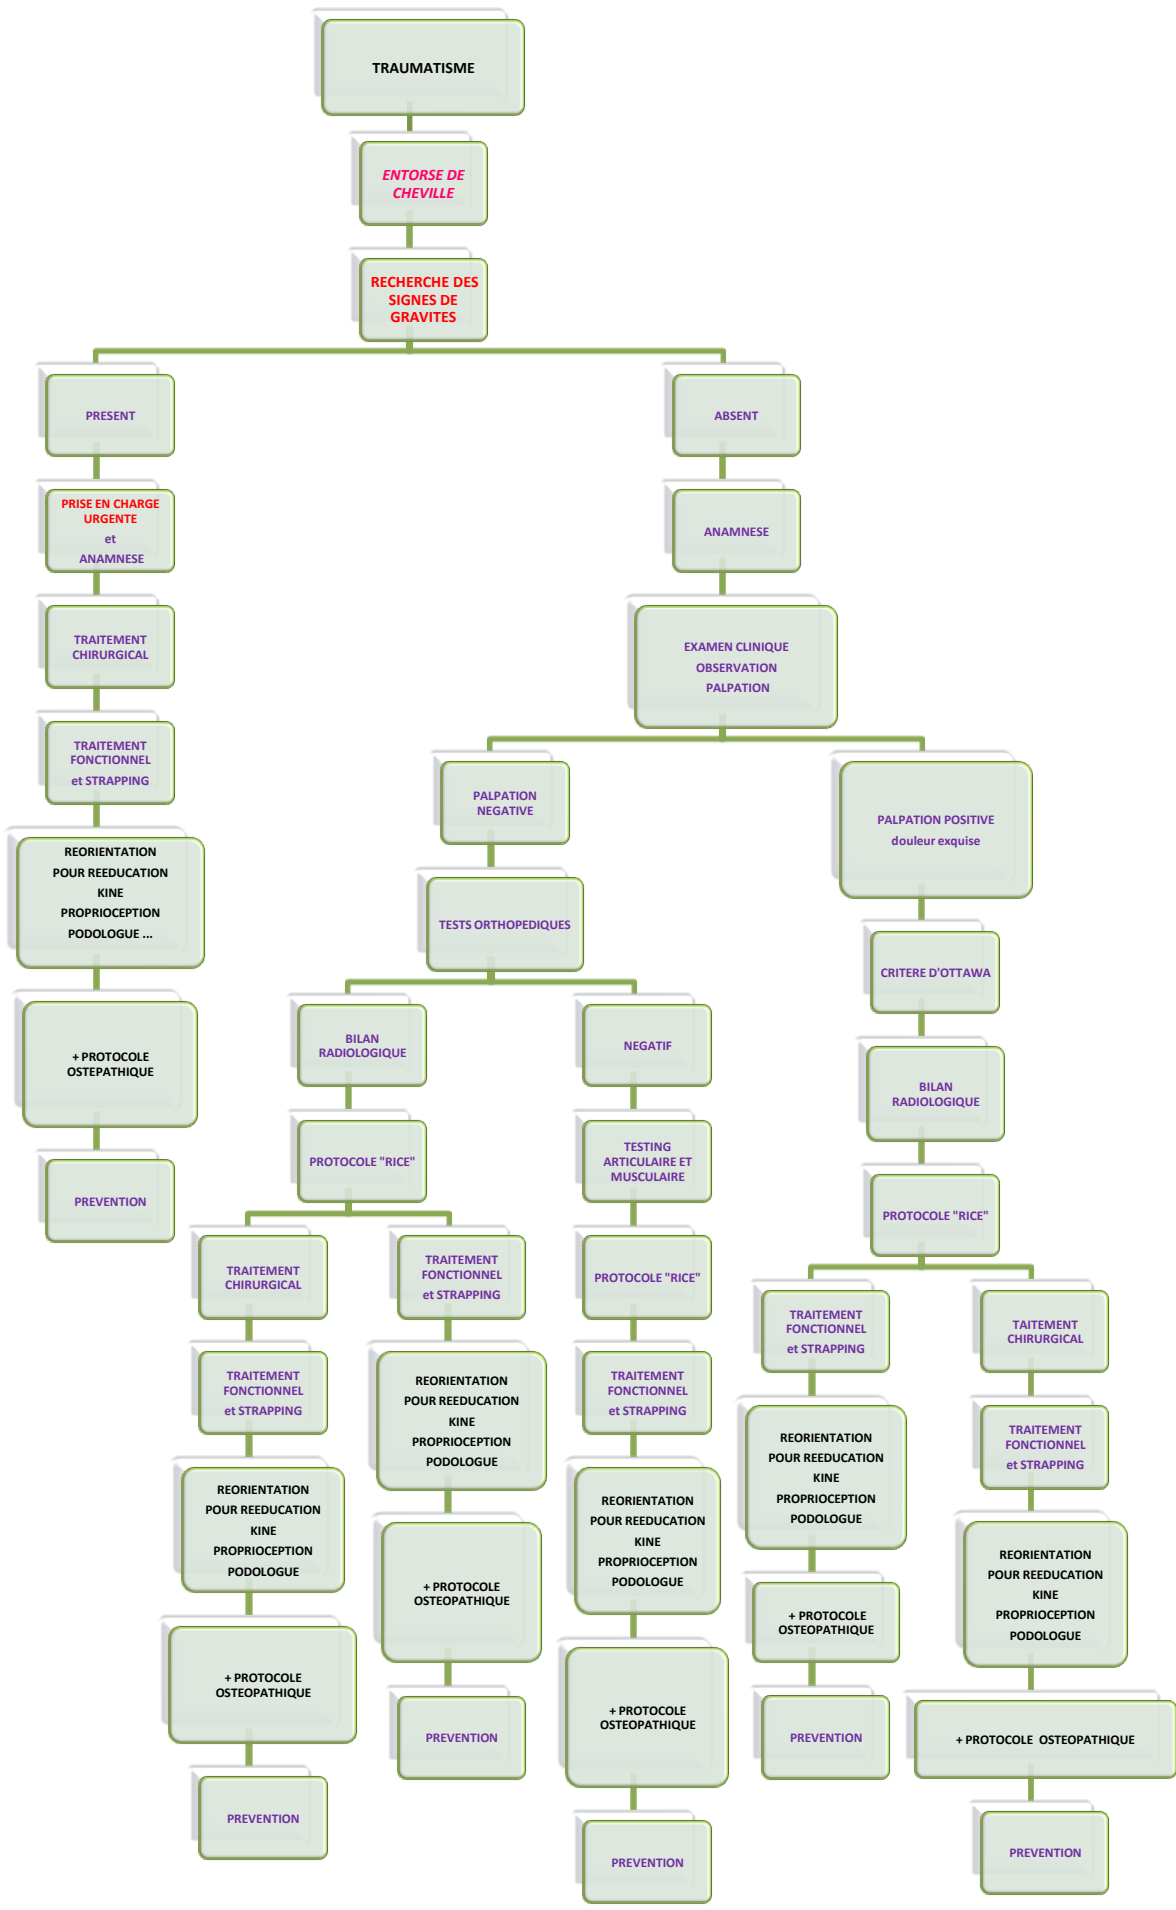 TRAUMATISME
ENTORSE DE
CHEVILLE
RECHERCHE DES
SIGNES DE
GRAVITES
PRESENT
PRISE EN CHARGE
URGENTE
et
ANAMNESE
TRAITEMENT
CHIRURGICAL
TRAITEMENT
FONCTIONNEL
et STRAPPING
REORIENTATION
POUR REEDUCATION
KINE
PROPRIOCEPTION
PODOLOGUE ...
+ PROTOCOLE
OSTEPATHIQUE
PREVENTION
ABSENT
ANAMNESE
EXAMEN CLINIQUE
OBSERVATION
PALPATION
PALPATION
NEGATIVE
TESTS ORTHOPEDIQUES
BILAN
RADIOLOGIQUE
PROTOCOLE "RICE"
TRAITEMENT
CHIRURGICAL
TRAITEMENT
FONCTIONNEL
et STRAPPING
REORIENTATION
POUR REEDUCATION
KINE
PROPRIOCEPTION
PODOLOGUE
+ PROTOCOLE
OSTEOPATHIQUE
PREVENTION
TRAITEMENT
FONCTIONNEL
et STRAPPING
REORIENTATION
POUR REEDUCATION
KINE
PROPRIOCEPTION
PODOLOGUE
+ PROTOCOLE
OSTEOPATHIQUE
PREVENTION
NEGATIF
TESTING
ARTICULAIRE ET
MUSCULAIRE
PROTOCOLE "RICE"
TRAITEMENT
FONCTIONNEL
et STRAPPING
REORIENTATION
POUR REEDUCATION
KINE
PROPRIOCEPTION
PODOLOGUE
+ PROTOCOLE
OSTEOPATHIQUE
PREVENTION
PALPATION POSITIVE
douleur exquise
CRITERE D'OTTAWA
BILAN
RADIOLOGIQUE
PROTOCOLE "RICE"
TRAITEMENT
FONCTIONNEL
et STRAPPING
REORIENTATION
POUR REEDUCATION
KINE
PROPRIOCEPTION
PODOLOGUE
+ PROTOCOLE
OSTEOPATHIQUE
PREVENTION
TAITEMENT
CHIRURGICAL
TRAITEMENT
FONCTIONNEL
et STRAPPING
REORIENTATION
POUR REEDUCATION
KINE
PROPRIOCEPTION
PODOLOGUE
+ PROTOCOLE OSTEOPATHIQUE
PREVENTION